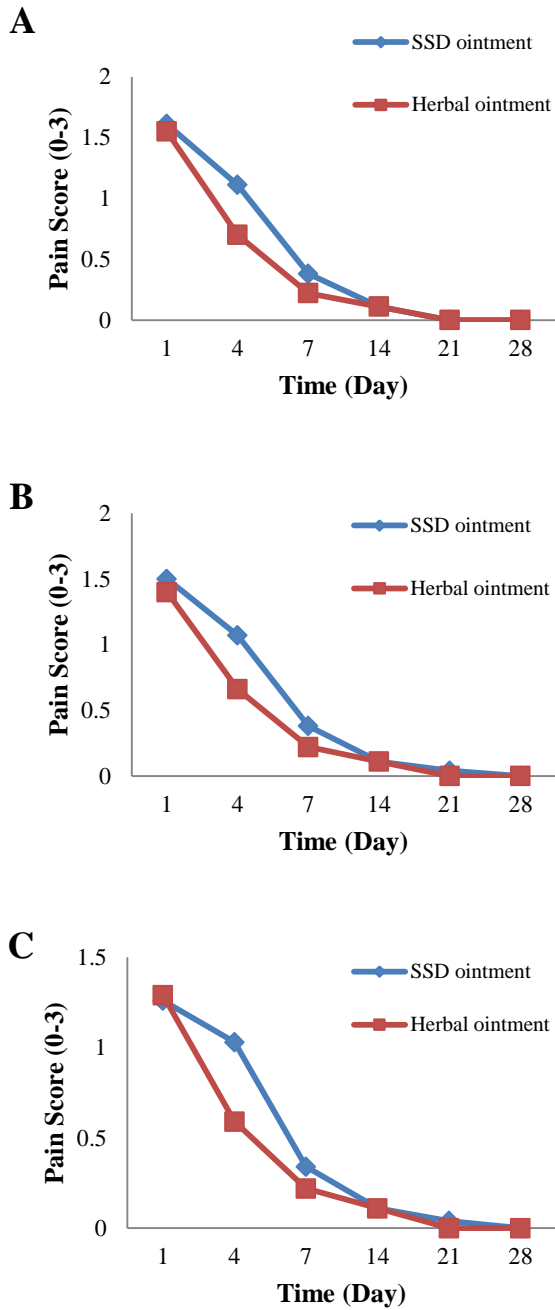 A
SSD ointment
Herbal ointment
Pain Score (0-3)
2
1.5
1
0.5
0
1 4 7 14 21 28
Time (Day)
B
SSD ointment
Herbal ointment
Pain Score (0-3)
2
1.5
1
0.5
0
1 4 7 14 21 28
Time (Day)
C
SSD ointment
Herbal ointment
Pain Score (0-3)
1.5
1
0.5
0
1 4 7 14 21 28
Time (Day)